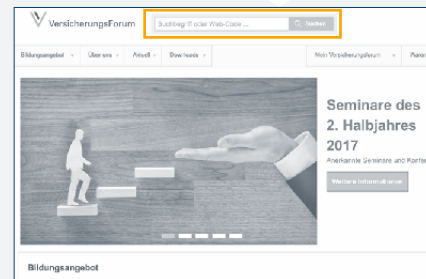 VersicherungsForum
Suchbegriff oder Web-Code ...
Suchen
Bildungsangebot
Über uns
Aktuell
Downloads
Mein Versicherungsforum
Seminare des
2. Halbjahres
2017
Anerkannte Seminare und
Weitere Informationen
Bildungsangebot